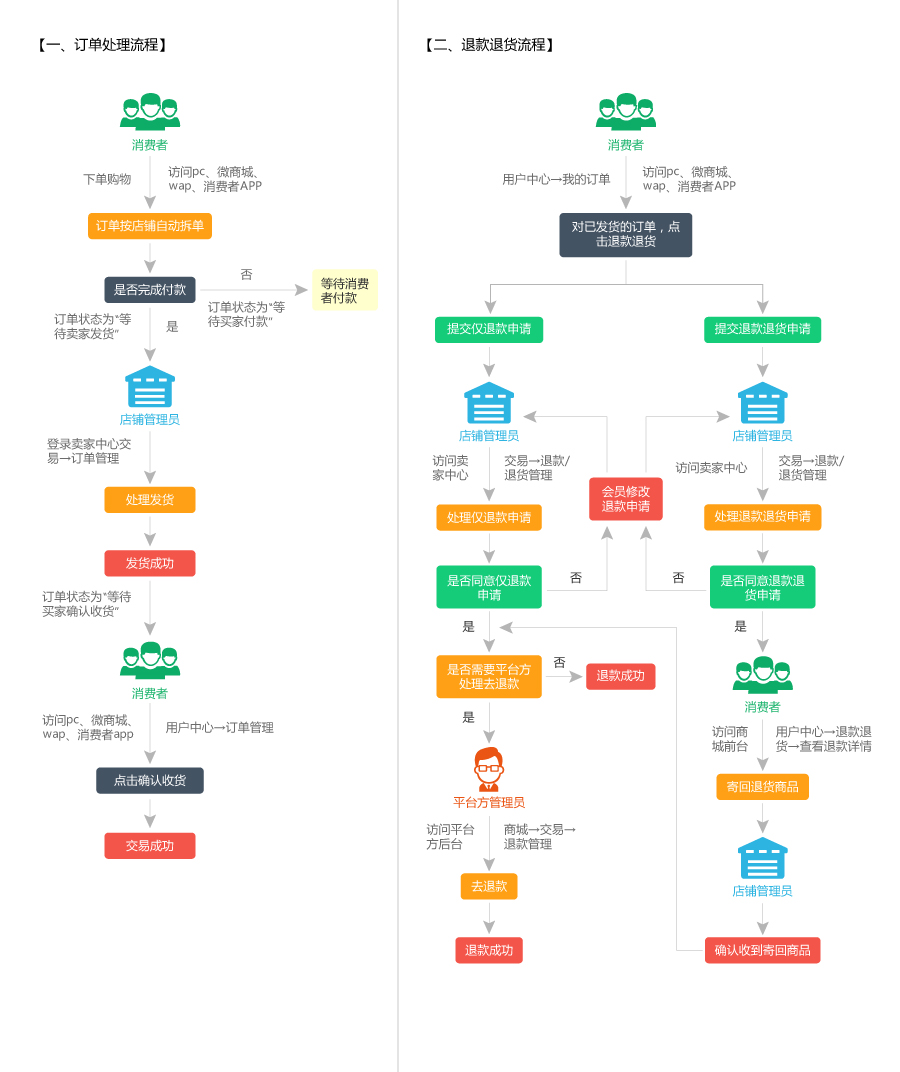 【一、订单处理流程】
消费者
下单购物
访问pc、微商城、
wap、消费者APP
订单按店铺自动拆单
是否完成付款
否
订单状态为“等
待买家付款”
等待消费
者付款
订单状态为“等
待卖家发货”
是
店铺管理员
登录卖家中心交
易→订单管理
处理发货
发货成功
订单状态为“等待
买家确认收货”
消费者
访问pc、微商城、
wap、消费者app
用户中心→订单管理
点击确认收货
交易成功
【二、退款退货流程】
消费者
用户中心→我的订单
访问pc、微商城、
wap、消费者APP
对已发货的订单，点
击退款退货
提交仅退款申请
提交退款退货申请
店铺管理员
店铺管理员
访问卖
家中心
交易→退款/
退货管理
会员修改
退款申请
访问卖家中心
交易→退款/
退货管理
处理仅退款申请
处理退款退货申请
是否同意仅退款
申请
否
否
是否同意退款退
货申请
是
是
是否需要平台方
处理去退款
否
退款成功
是
消费者
访问商
城前台
用户中心→退款退
货→查看退款详情
平台方管理员
寄回退货商品
访问平台
方后台
商城→交易→
退款管理
店铺管理员
去退款
退款成功
确认收到寄回商品